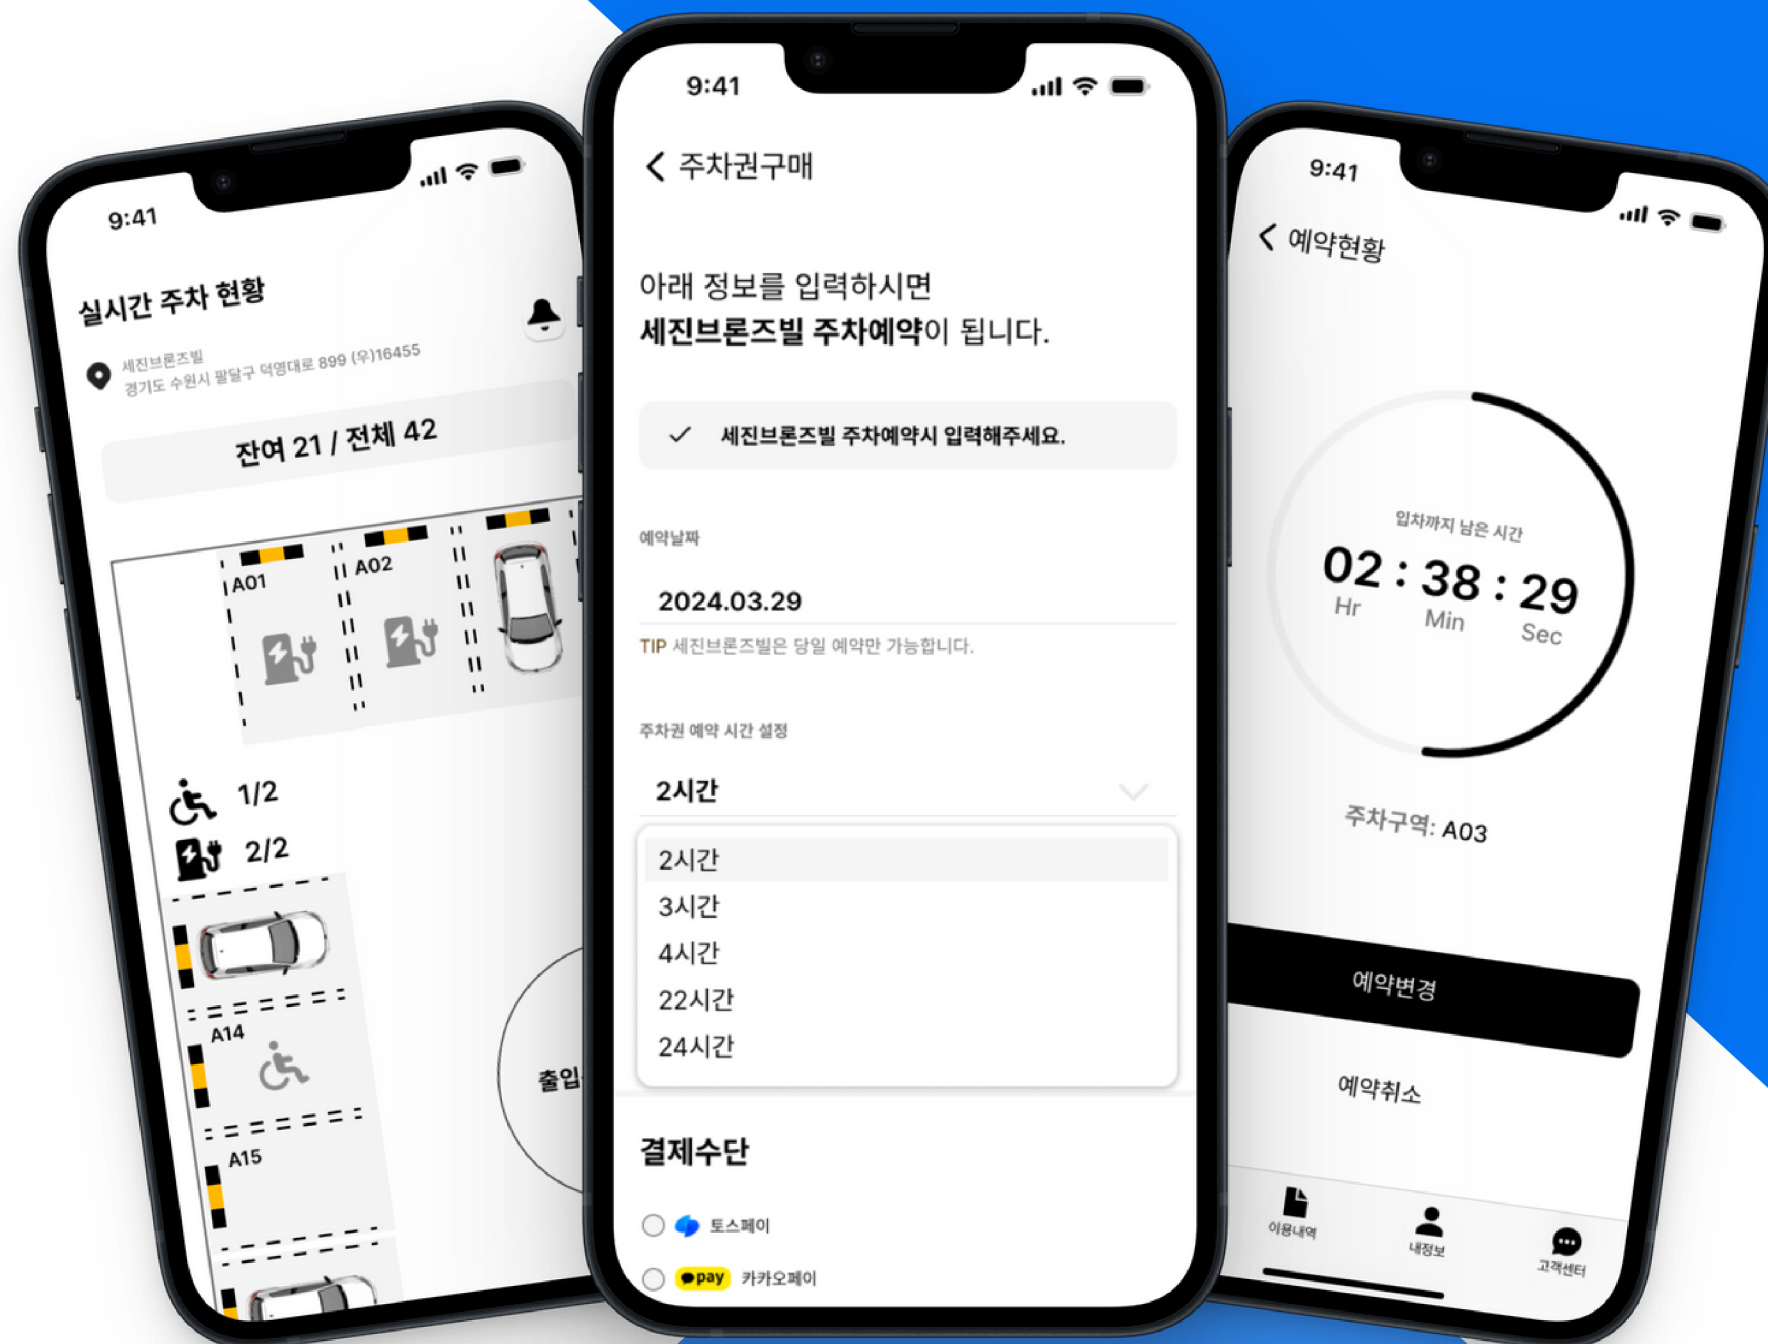 9:41
실시간 주차 현황
세진브론즈빌
경기도 수원시 팔달구 덕영대로 899 (우)16455
잔여 21 / 전체 42
A01
A02
1/2
2/2
A14
A15
출입
9:41
주차권구매
아래 정보를 입력하시면
세진브론즈빌 주차예약이 됩니다.
세진브론즈빌 주차예약시 입력해주세요.
예약날짜
2024.03.29
TIP 세진브론즈빌은 당일 예약만 가능합니다.
주차권 예약 시간 설정
2시간
2시간
3시간
4시간
22시간
24시간
결제수단
토스페이
pay 카카오페이
9:41
예약현황
입차까지 남은 시간
02 : 38 : 29
Hr Min Sec
주차구역: A03
예약변경
예약취소
이용내역
내정보
고객센터